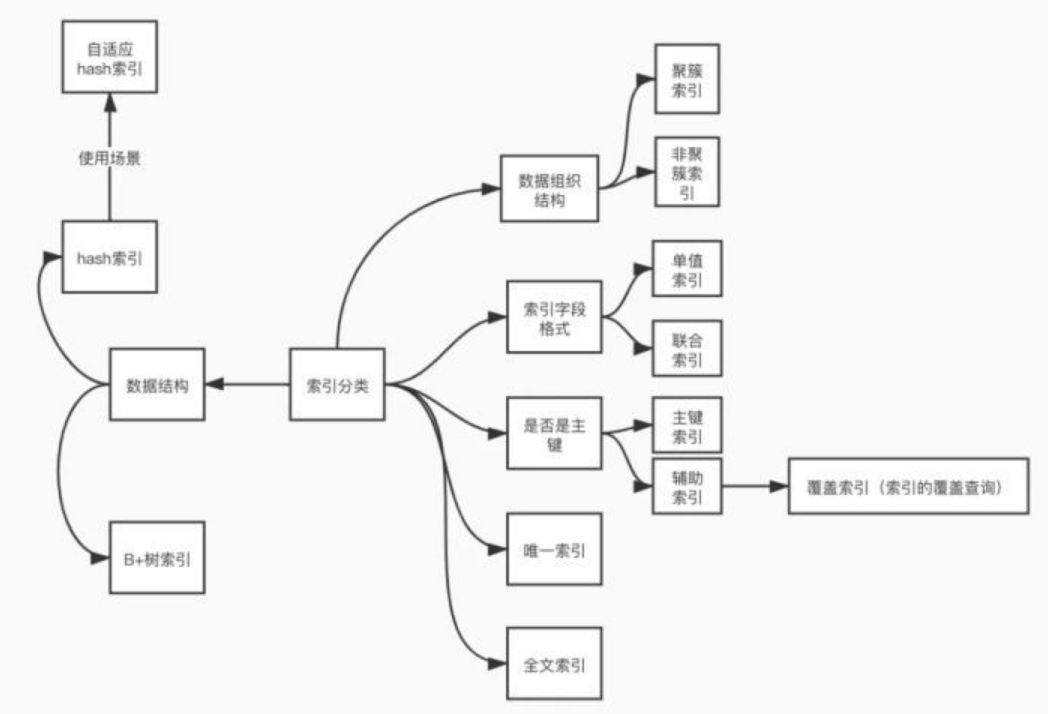 自适应
hash索引
使用场景
hash索引
数据结构
B+树索引
索引分类
数据组织
结构
聚簇
索引
非聚
簇索
引
索引字段
格式
单值
索引
联合
索引
是否是主
键
主键
索引
辅助
索引
覆盖索引（索引的覆盖查询）
唯一索引
全文索引